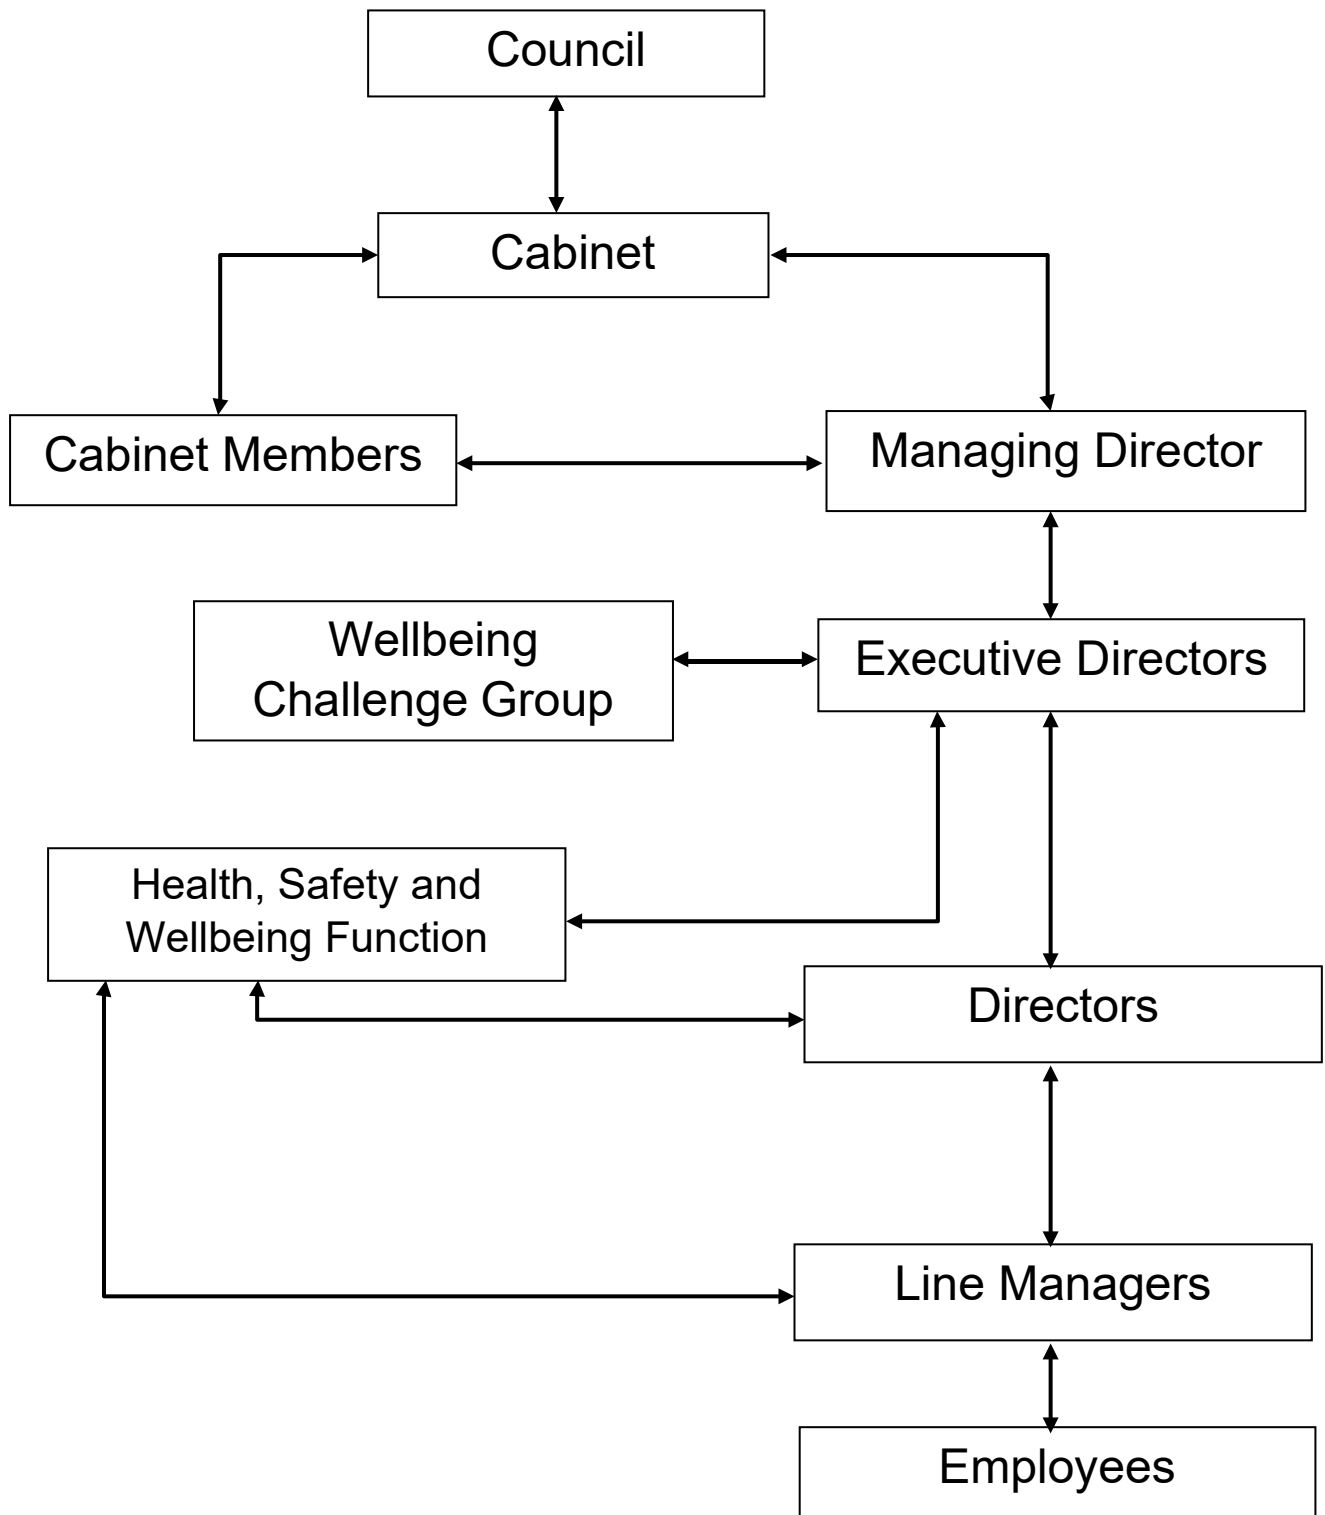 Council
Cabinet
Cabinet Members
Managing Director
Wellbeing
Challenge Group
Executive Directors
Health, Safety and
Wellbeing Function
Directors
Line Managers
Employees